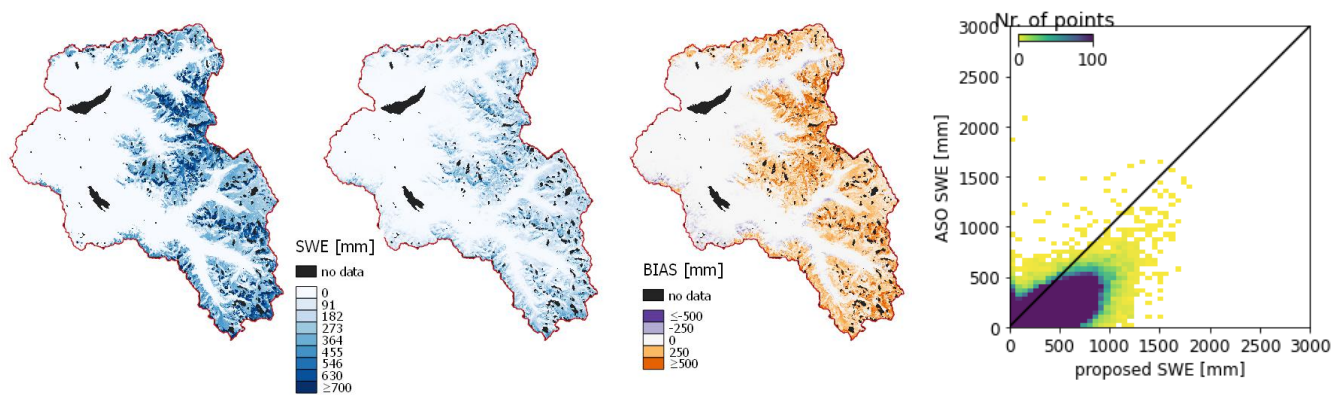 SWE [mm]
no data
0
91
182
273
364
455
546
630
≥700
BIAS [mm]
no data
≤-500
-250
0
250
≥500
Nr. of points
0 100
3000
2500
2000
1500
1000
500
0
ASO SWE [mm]
0 500 1000 1500 2000 2500 3000
proposed SWE [mm]